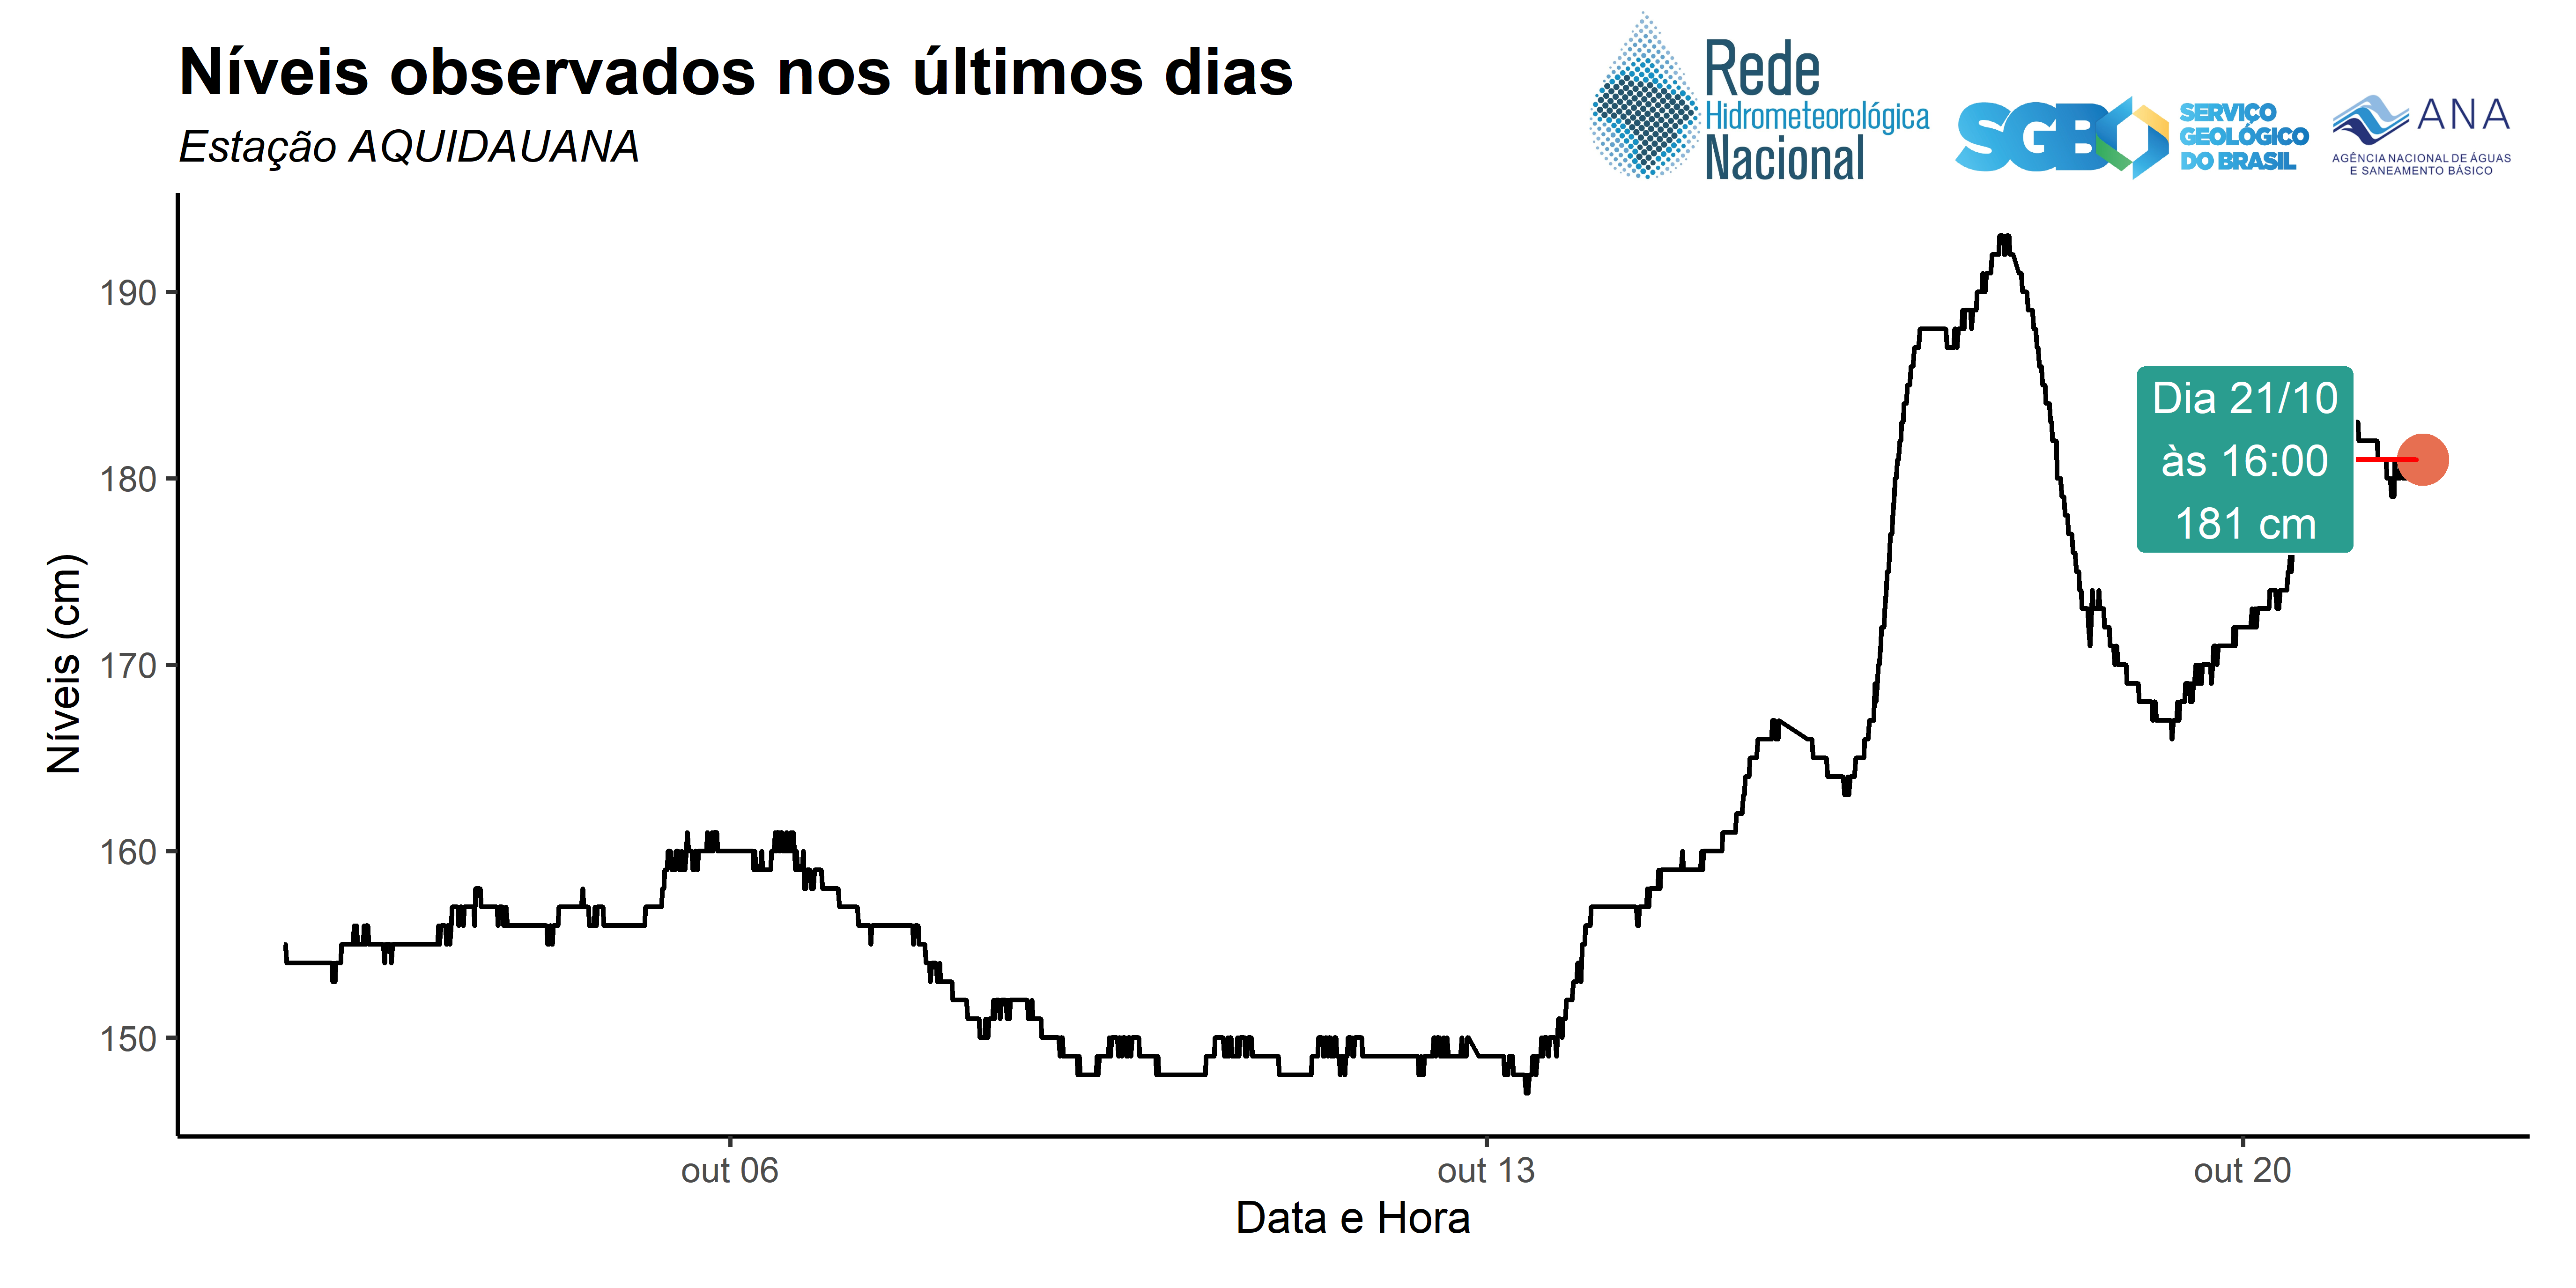 Níveis observados nos últimos dias
Estação AQUIDAUANA
Rede
Hidrometeorológica
Nacional
SGB
SERVIÇO
GEOLÓGICO
DO BRASIL
ANA
AGÊNCIA NACIONAL DE ÁGUAS
E SANEAMENTO BÁSICO
190
180
170
160
150
Níveis (cm)
Dia 21/10
às 16:00
181 cm
out 06
out 13
out 20
Data e Hora